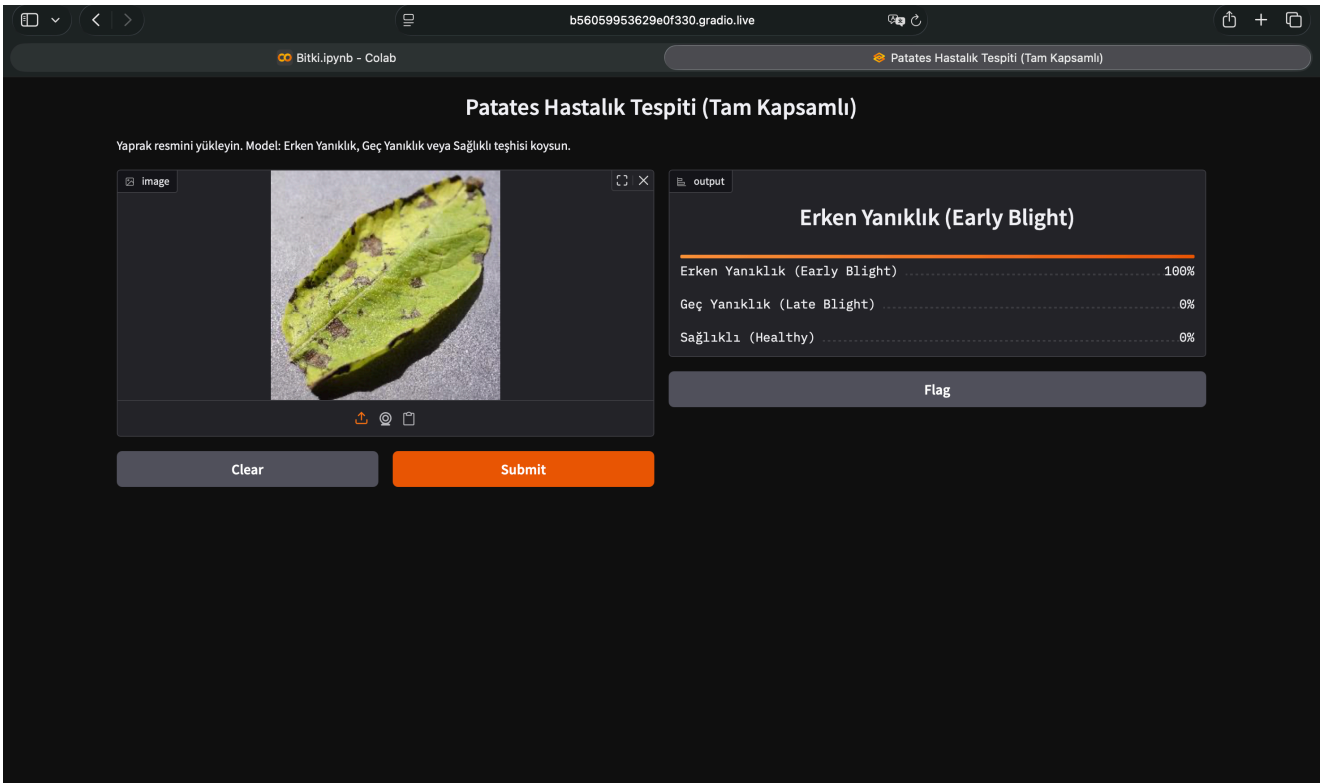 b56059953629e0f330.gradio.live
Bitki.ipynb - Colab
Patates Hastalık Tespiti (Tam Kapsamlı)
Patates Hastalık Tespiti (Tam Kapsamlı)
Yaprak resmini yükleyin. Model: Erken Yanıklık, Geç Yanıklık veya Sağlıklı teşhisi koysun.
image
output
Erken Yanıklık (Early Blight)
Erken Yanıklık (Early Blight) 100%
Geç Yanıklık (Late Blight) 0%
Sağlıklı (Healthy) 0%
Flag
Clear
Submit